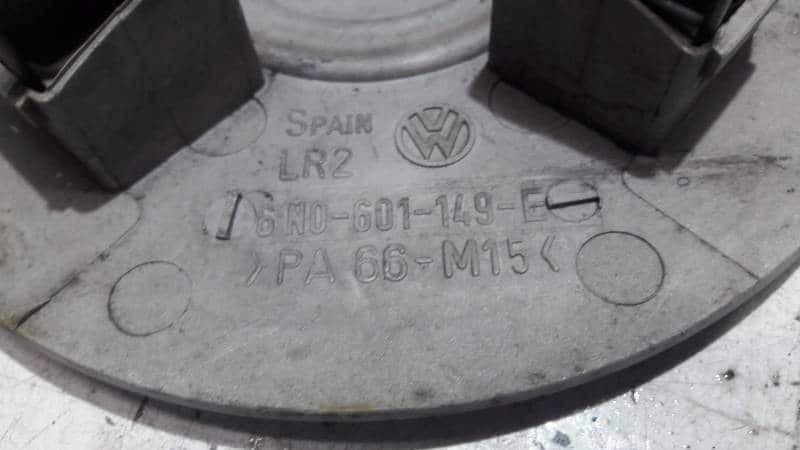 SPAIN
LR2
6N0-601-149-E
>PA 66-M15<